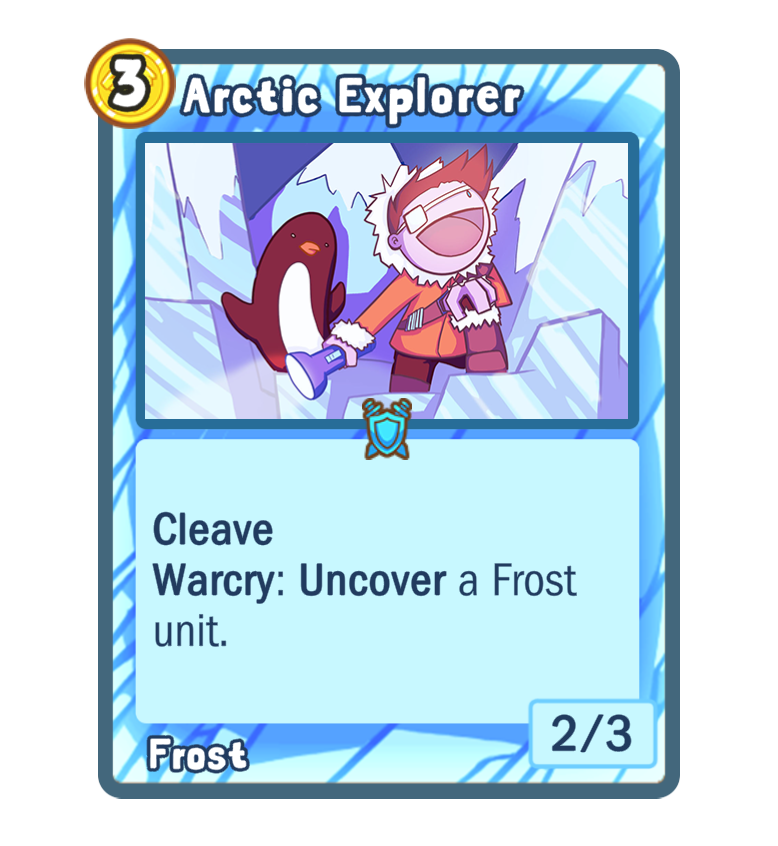 3
Arctic Explorer
Cleave
Warcry: Uncover a Frost
unit.
2/3
Frost